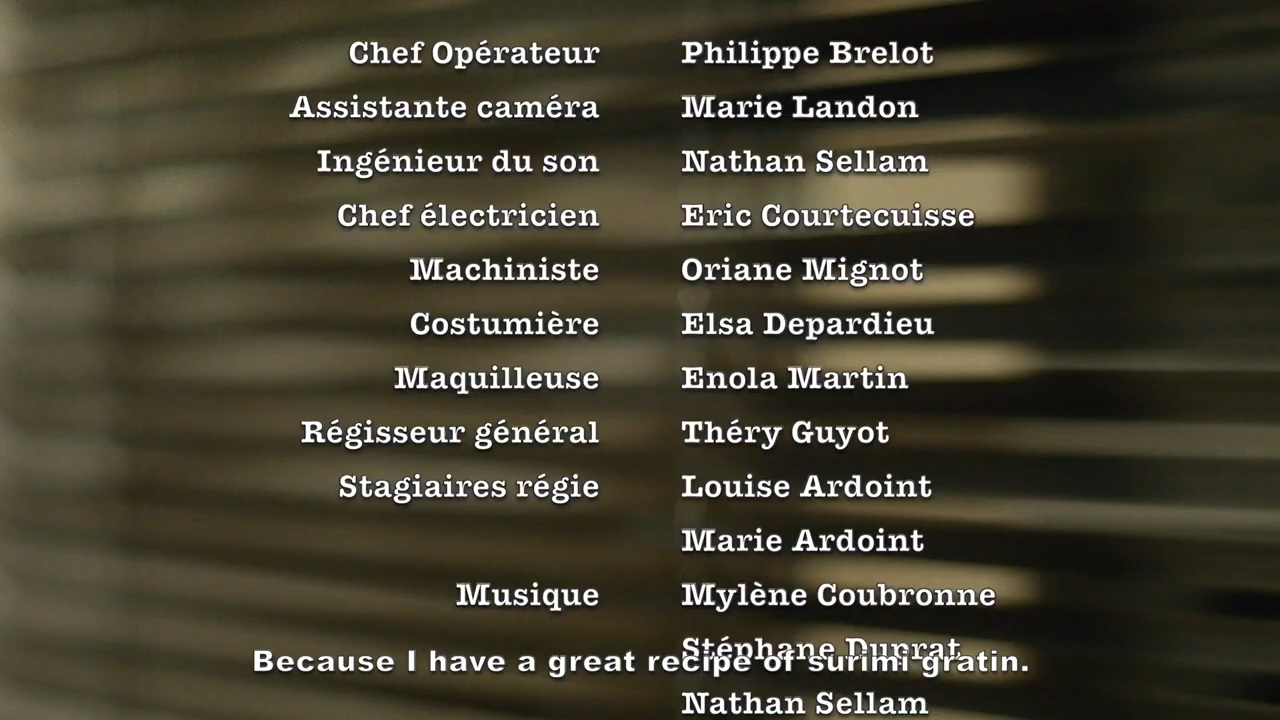 Chef Opérateur Philippe Brelot
Assistante caméra Marie Landon
Ingénieur du son Nathan Sellam
Chef électricien Eric Courtecuisse
Machiniste Oriane Mignot
Costumière Elsa Depardieu
Maquilleuse Enola Martin
Régisseur général Théry Guyot
Stagiaires régie Louise Ardoint
Marie Ardoint
Musique Mylène Coubronne
Stéphane Duprat
Because I have a great recipe of surimi gratin.
Nathan Sellam